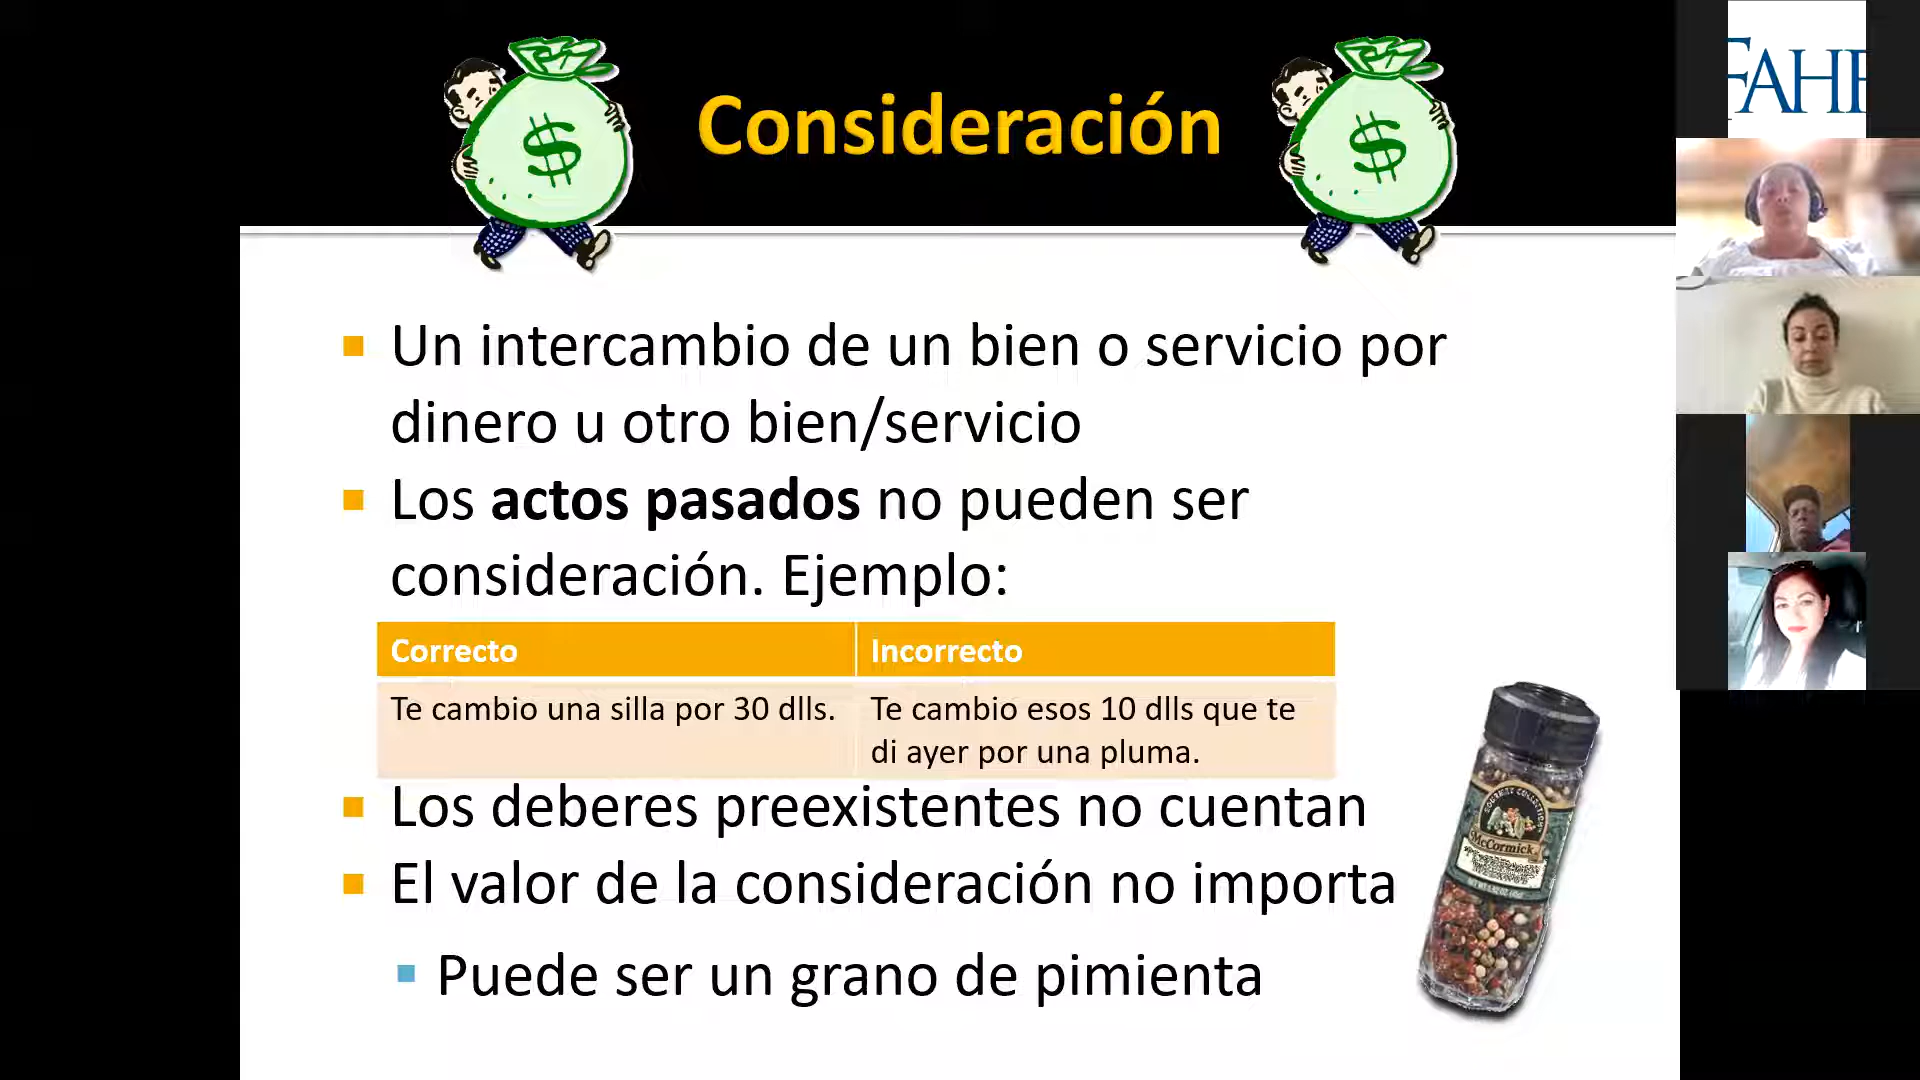 Consideración
$
$
FAHF
Un intercambio de un bien o servicio por
dinero u otro bien/servicio
Los actos pasados no pueden ser
consideración. Ejemplo:
Correcto
Incorrecto
Te cambio una silla por 30 dlls.
Te cambio esos 10 dlls que te
di ayer por una pluma.
Los deberes preexistentes no cuentan
El valor de la consideración no importa
Puede ser un grano de pimienta
GOURMET COLLECTION
McCormick